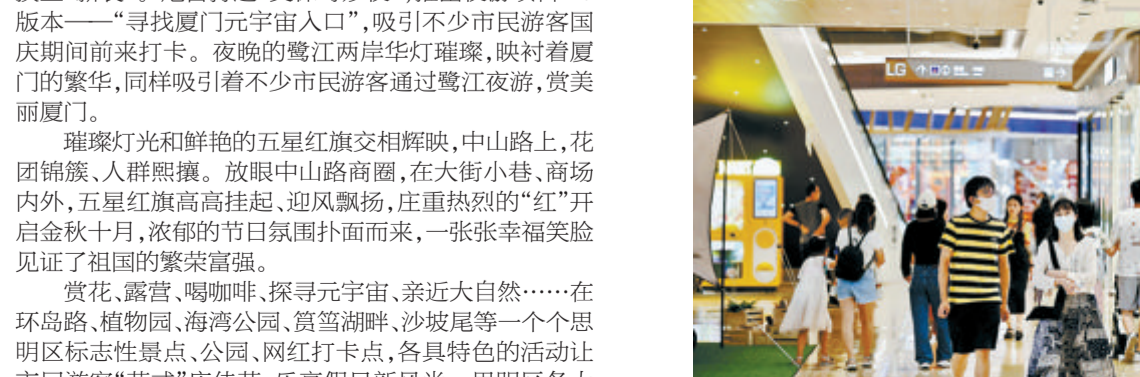 版本——“寻找厦门元宇宙入口”,吸引不少市民游客国
庆期间前来打卡。夜晚的鹭江两岸华灯璀璨,映衬着厦
门的繁华,同样吸引着不少市民游客通过鹭江夜游,赏美
丽厦门。
璀璨灯光和鲜艳的五星红旗交相辉映,中山路上,花
团锦簇、人群熙攘。放眼中山路商圈,在大街小巷、商场
内外,五星红旗高高挂起、迎风飘扬,庄重热烈的“红”开
启金秋十月,浓郁的节日氛围扑面而来,一张张幸福笑脸
见证了祖国的繁荣富强。
赏花、露营、喝咖啡、探寻元宇宙、亲近大自然……在
环岛路、植物园、海湾公园、筼筜湖畔、沙坡尾等一个个思
明区标志性景点、公园、网红打卡点,各具特色的活动让
LG